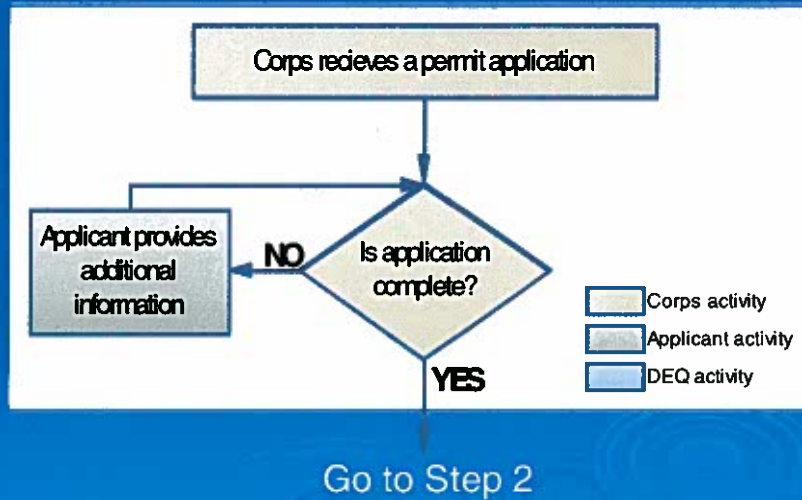 Corps recieves a permit application
Applicant provides
additional
information
NO
Is application
complete?
YES
Corps activity
Applicant activity
DEQ activity
Go to Step 2